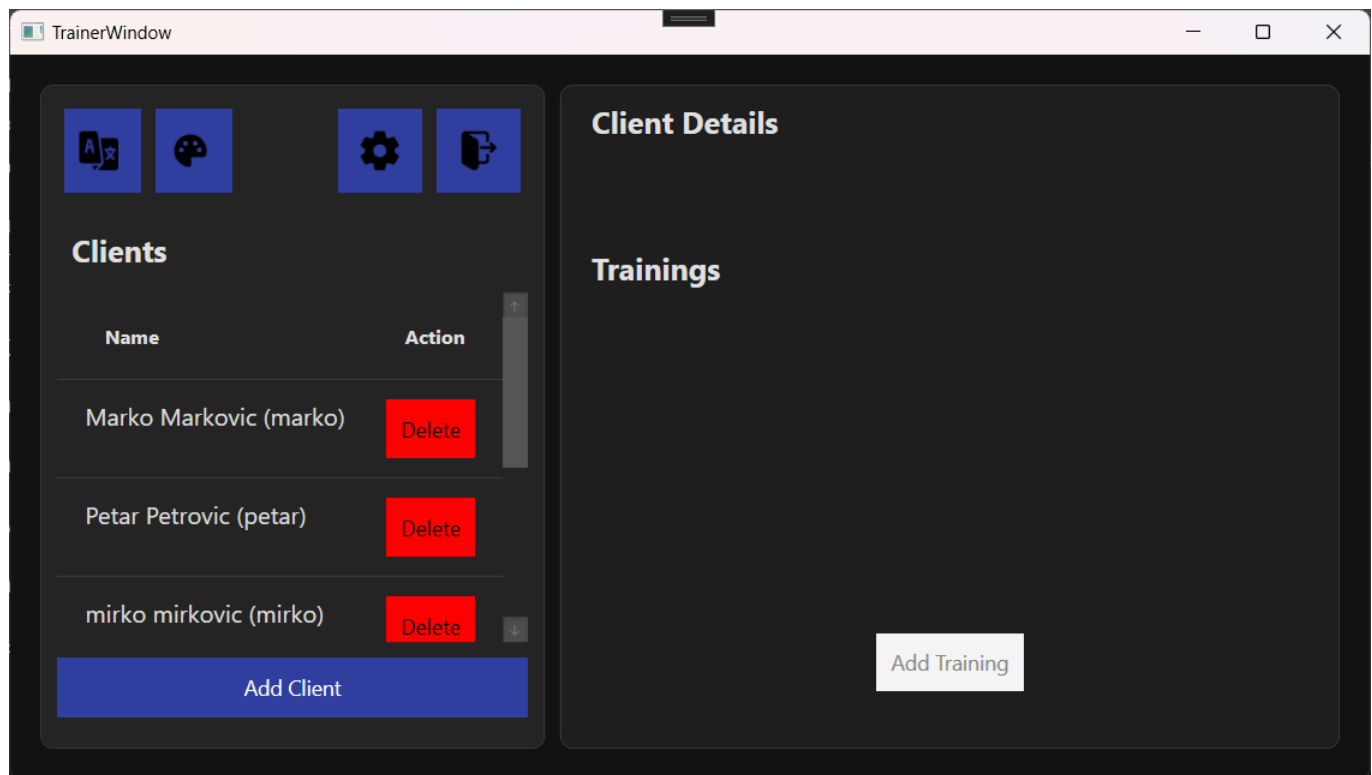 TrainerWindow
Clients
Name Action
Marko Markovic (marko) Delete
Petar Petrovic (petar) Delete
mirko mirkovic (mirko) Delete
Add Client
Client Details
Trainings
Add Training